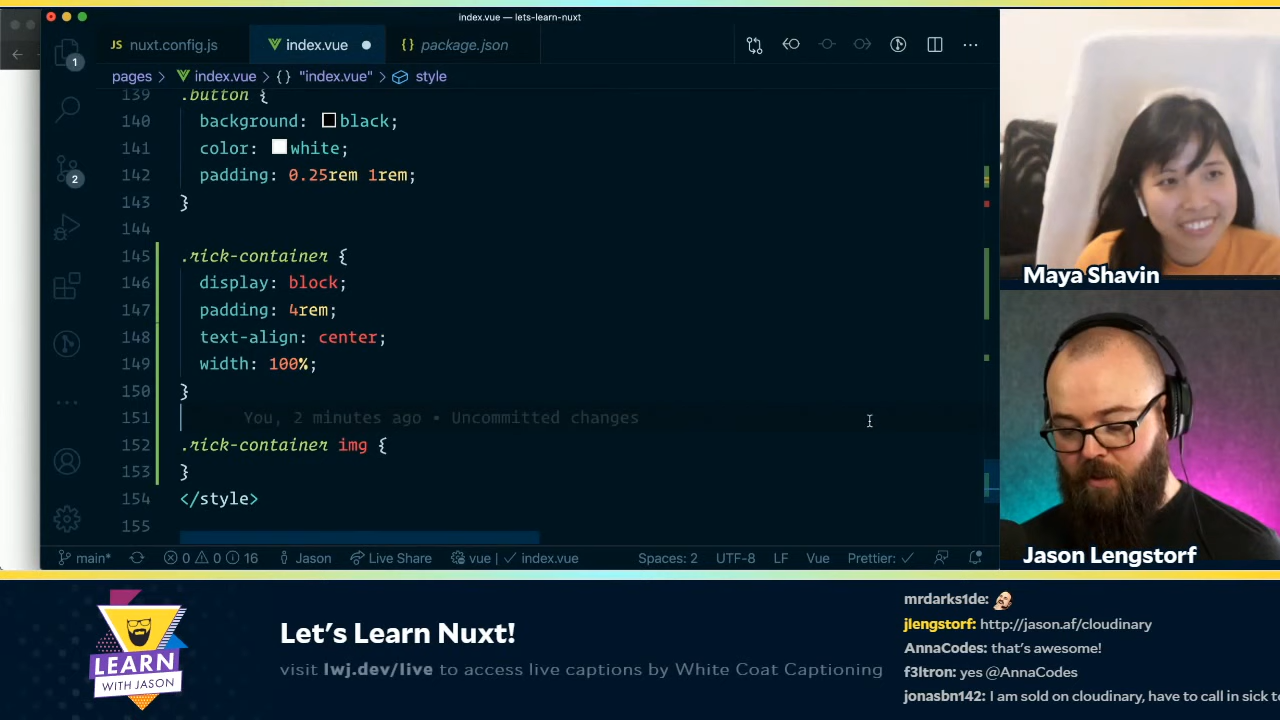 index.vue — lets-learn-nuxt
JS nuxt.config.js
index.vue
{} package.json
pages > index.vue > {} "index.vue" > style
1
2
139 .button {
140 background: black;
141 color: white;
142 padding: 0.25rem 1rem;
143 }
144
145 .rick-container {
146 display: block;
147 padding: 4rem;
148 text-align: center;
149 width: 100%;
150 }
151 You, 2 minutes ago • Uncommitted changes
152 .rick-container img {
153 }
154 </style>
155
main* 0 0 16 Jason Live Share vue | ✓ index.vue Spaces: 2 UTF-8 LF Vue Prettier: ✓
Maya Shavin
Jason Lengstorf
LEARN
WITH JASON
Let’s Learn Nuxt!
visit lwj.dev/live to access live captions by White Coat Captioning
mrdarks1de:
jlengstorf: http://jason.af/cloudinary
AnnaCodes: that’s awesome!
f3ltron: yes @AnnaCodes
jonasbn142: I am sold on cloudinary, have to call in sick to